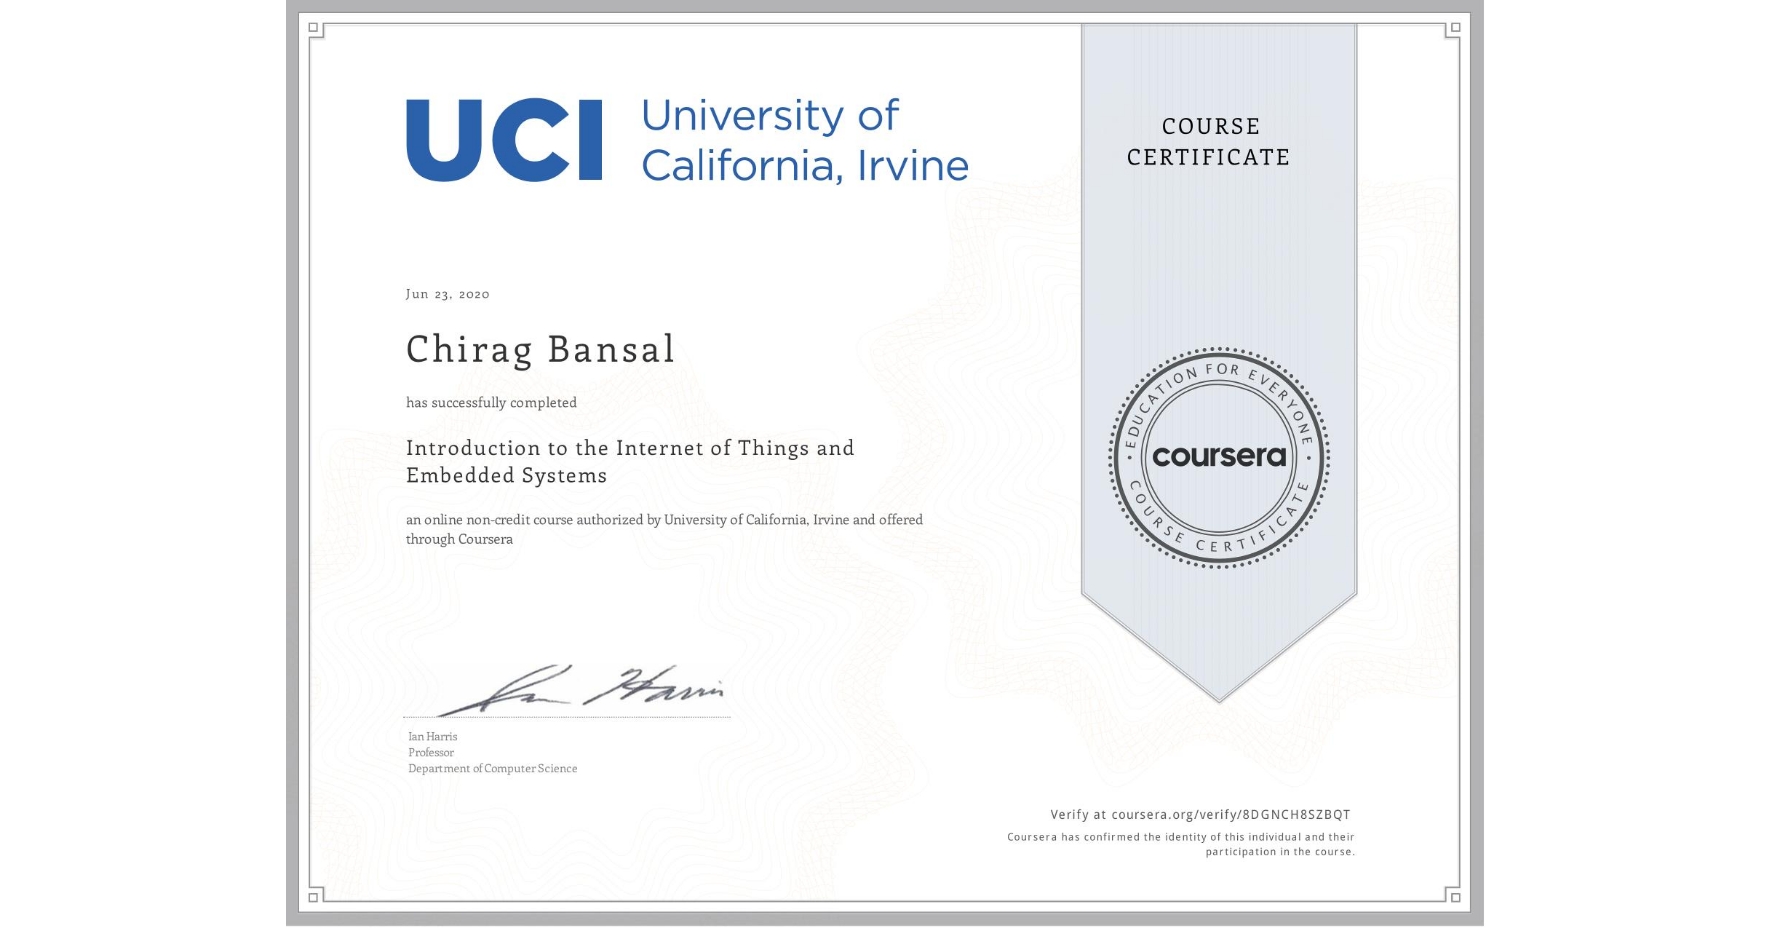 UCI University of
California, Irvine
COURSE
CERTIFICATE
Jun 23, 2020
Chirag Bansal
has successfully completed
Introduction to the Internet of Things and
Embedded Systems
an online non-credit course authorized by University of California, Irvine and offered
through Coursera
EDUCATION FOR EVERYONE
coursera
COURSE CERTIFICATE
Ian Harris
Ian Harris
Professor
Department of Computer Science
Verify at coursera.org/verify/8DGNCH8SZBQT
Coursera has confirmed the identity of this individual and their
participation in the course.